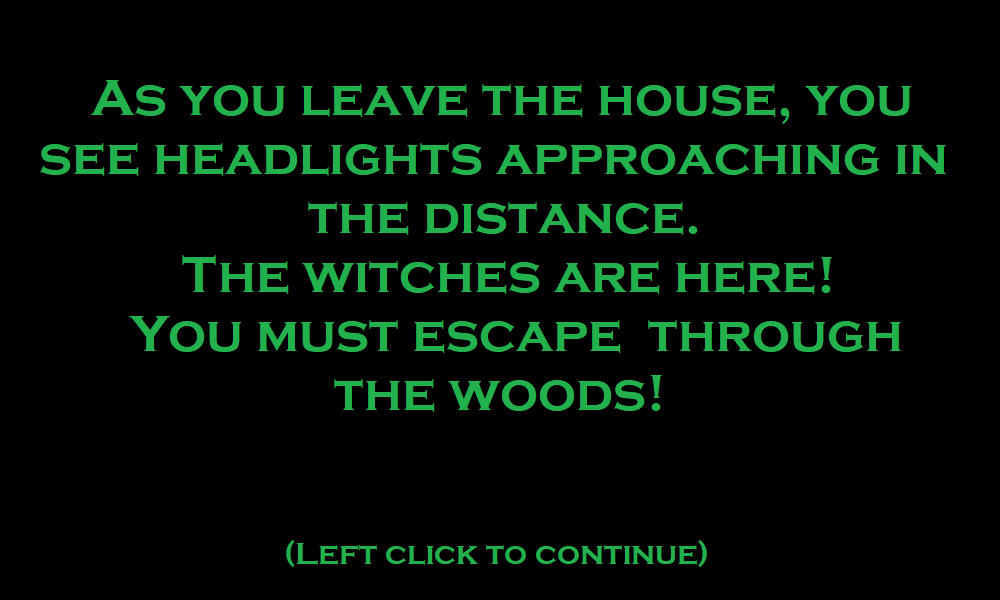 As you leave the house, you
see headlights approaching in
the distance.
The witches are here!
You must escape  through
the woods!
(Left click to continue)